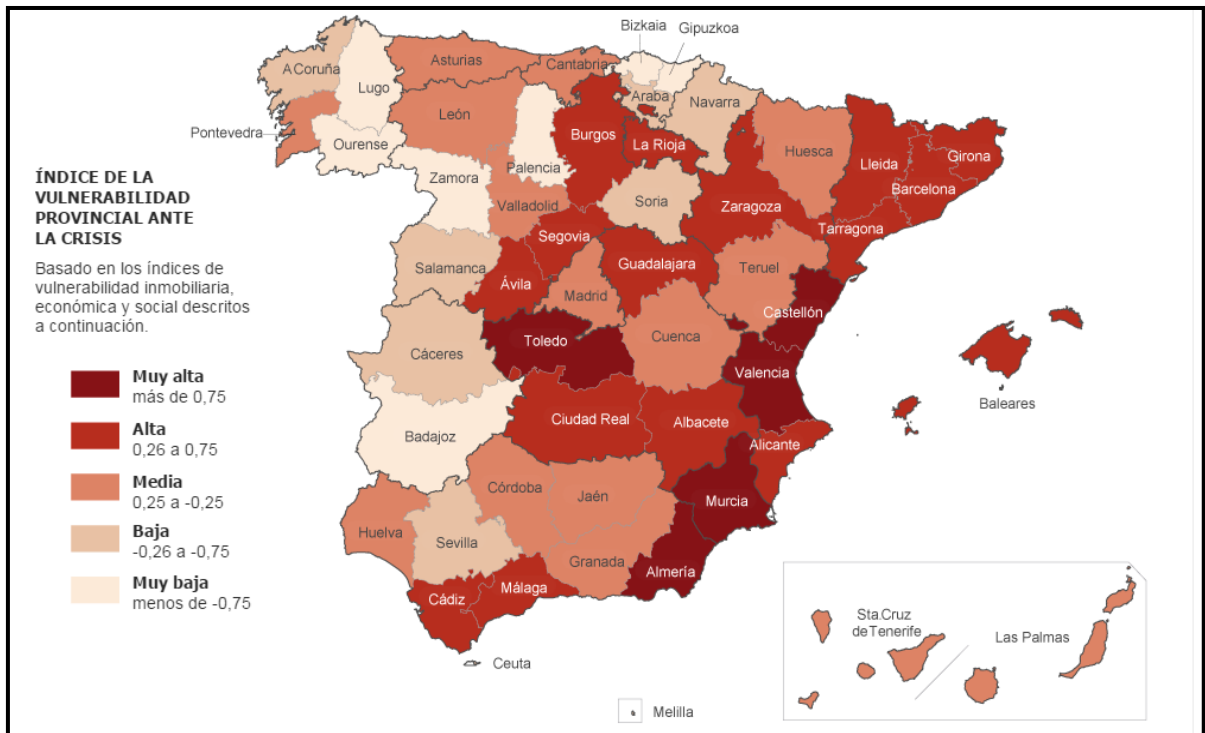 Bizkaia
Gipuzkoa
A Coruña
Lugo
Asturias
Cantabria
Araba
Navarra
Pontevedra
Ourense
León
Palencia
Burgos
La Rioja
Huesca
Lleida
Girona
Barcelona
Zamora
Valladolid
Soria
Zaragoza
Tarragona
Segovia
Salamanca
Ávila
Madrid
Guadalajara
Teruel
Castellón
Cáceres
Toledo
Cuenca
Valencia
Baleares
Badajoz
Ciudad Real
Albacete
Alicante
Córdoba
Jaén
Murcia
Huelva
Sevilla
Granada
Almería
Cádiz
Málaga
Ceuta
Melilla
Sta.Cruz
de Tenerife
Las Palmas
ÍNDICE DE LA
VULNERABILIDAD
PROVINCIAL ANTE
LA CRISIS
Basado en los índices de
vulnerabilidad inmobiliaria,
económica y social descritos
a continuación.
Muy alta
más de 0,75
Alta
0,26 a 0,75
Media
0,25 a -0,25
Baja
-0,26 a -0,75
Muy baja
menos de -0,75